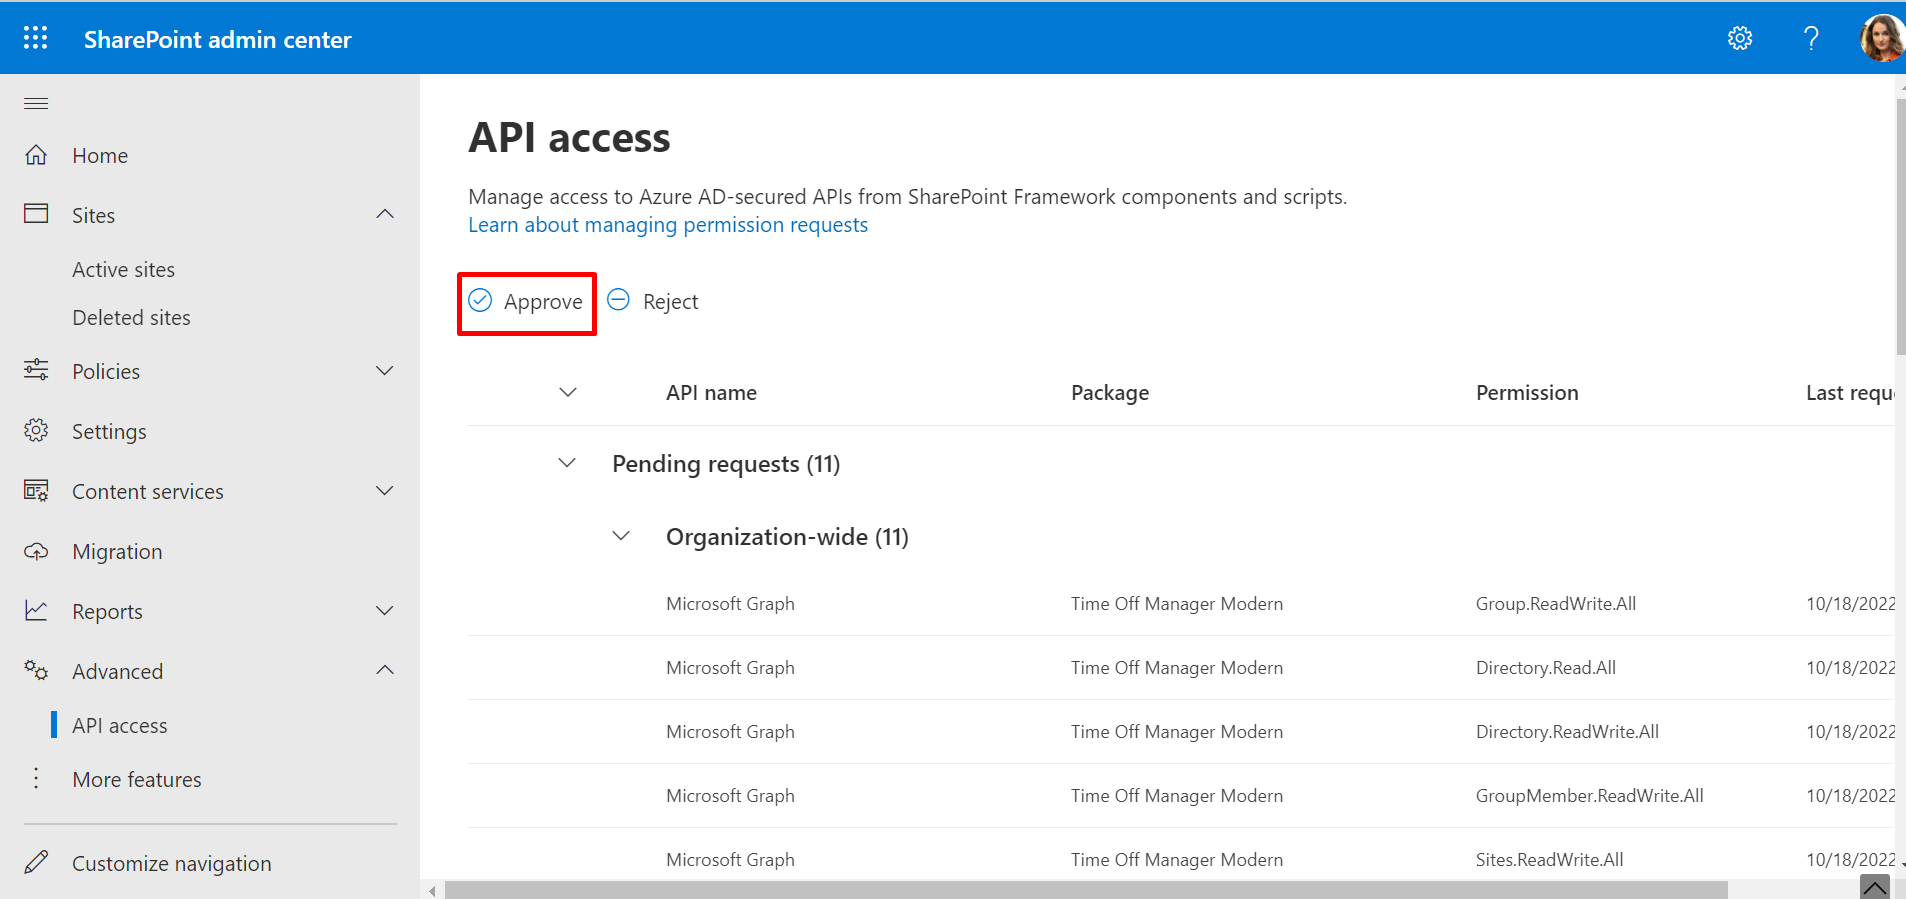 SharePoint admin center
Home
Sites
Active sites
Deleted sites
Policies
Settings
Content services
Migration
Reports
Advanced
API access
More features
Customize navigation
API access
Manage access to Azure AD-secured APIs from SharePoint Framework components and scripts.
Learn about managing permission requests
Approve Reject
API name Package Permission Last requ
Pending requests (11)
Organization-wide (11)
Microsoft Graph Time Off Manager Modern Group.ReadWrite.All 10/18/2022
Microsoft Graph Time Off Manager Modern Directory.Read.All 10/18/2022
Microsoft Graph Time Off Manager Modern Directory.ReadWrite.All 10/18/2022
Microsoft Graph Time Off Manager Modern GroupMember.ReadWrite.All 10/18/2022
Microsoft Graph Time Off Manager Modern Sites.ReadWrite.All 10/18/2022